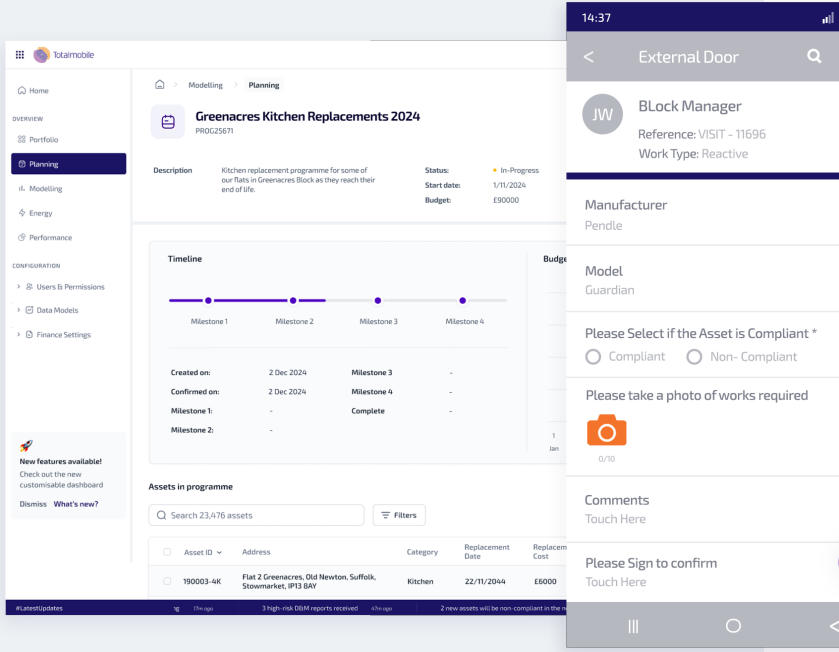 Totalmobile
Home
OVERVIEW
Portfolio
Planning
Modelling
Energy
Performance
CONFIGURATION
Users & Permissions
Data Models
Finance Settings
New features available!
Check out the new
customisable dashboard
Dismiss What's new?
Modelling > Planning
Greenacres Kitchen Replacements 2024
PROG25671
Description Kitchen replacement programme for some of
our flats in Greenacres Block as they reach their
end of life.
Status: In-Progress
Start date: 1/11/2024
Budget: £90000
Timeline
Milestone 1 Milestone 2 Milestone 3 Milestone 4
Created on: 2 Dec 2024 Milestone 3 -
Confirmed on: 2 Dec 2024 Milestone 4 -
Milestone 1: - Complete -
Milestone 2: -
Budge
1
Jan
Assets in programme
Search 23,476 assets
Filters
Asset ID Address Category Replacement Date Replacem Cost
190003-4K Flat 2 Greenacres, Old Newton, Suffolk,
Stowmarket, IP13 8AY Kitchen 22/11/2044 £6000
#LatestUpdates 17m ago 3 high-risk D&M reports received 47m ago 2 new assets will be non-compliant in the
14:37
< External Door
JW
BLock Manager
Reference: VISIT - 11696
Work Type: Reactive
Manufacturer
Pendle
Model
Guardian
Please Select if the Asset is Compliant *
Compliant Non- Compliant
Please take a photo of works required
0/10
Comments
Touch Here
Please Sign to confirm
Touch Here